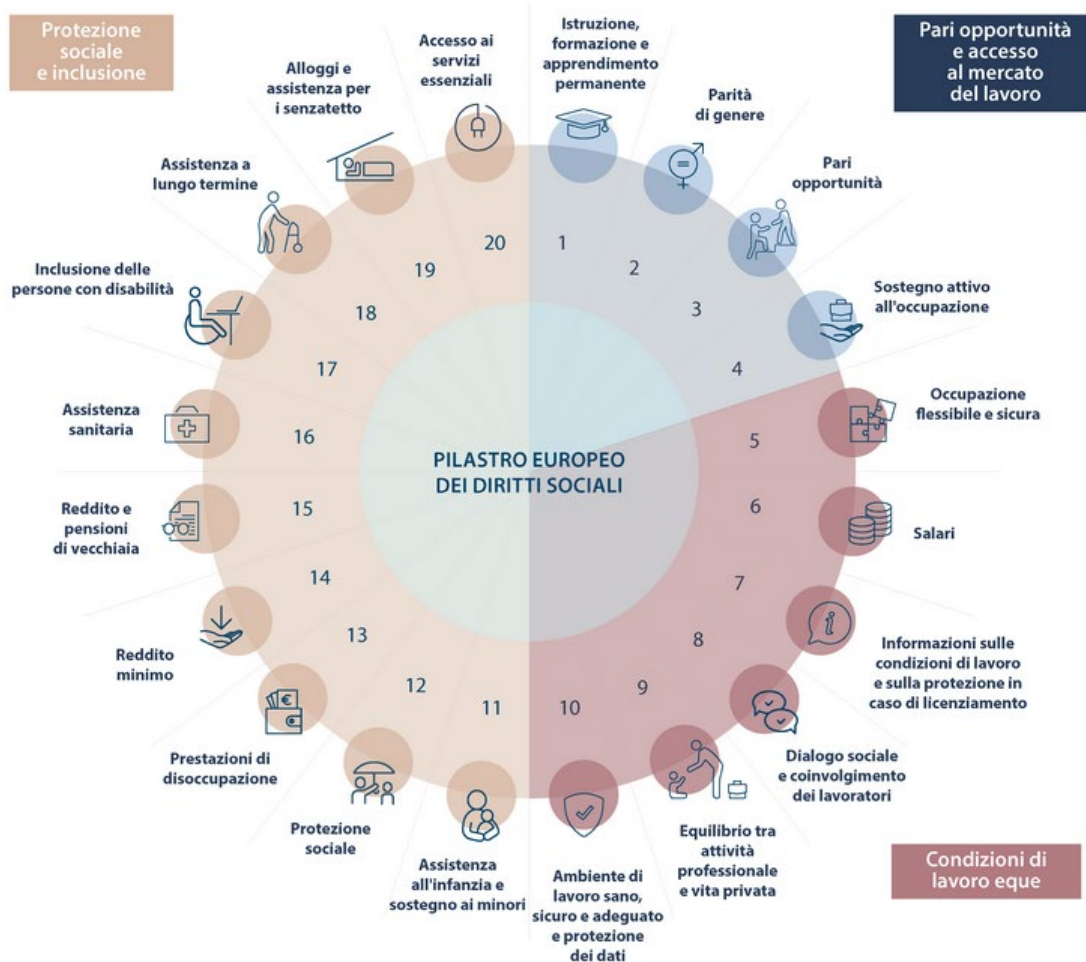 Protezione
sociale
e inclusione
Pari opportunità
e accesso
al mercato
del lavoro
Condizioni di
lavoro eque
PILASTRO EUROPEO
DEI DIRITTI SOCIALI
Istruzione,
formazione e
apprendimento
permanente
1
Parità
di genere
2
Pari
opportunità
3
Sostegno attivo
all'occupazione
4
Occupazione
flessibile e sicura
5
Salari
6
Informazioni sulle
condizioni di lavoro
e sulla protezione in
caso di licenziamento
7
Dialogo sociale
e coinvolgimento
dei lavoratori
8
Equilibrio tra
attività
professionale
e vita privata
9
Ambiente di
lavoro sano,
sicuro e adeguato
e protezione
dei dati
10
Assistenza
all'infanzia e
sostegno ai minori
11
Protezione
sociale
12
Prestazioni di
disoccupazione
13
Reddito
minimo
14
Reddito e
pensioni
di vecchiaia
15
Assistenza
sanitaria
16
Inclusione delle
persone con disabilità
17
Assistenza a
lungo termine
18
Alloggi e
assistenza per
i senzatetto
19
Accesso ai
servizi
essenziali
20